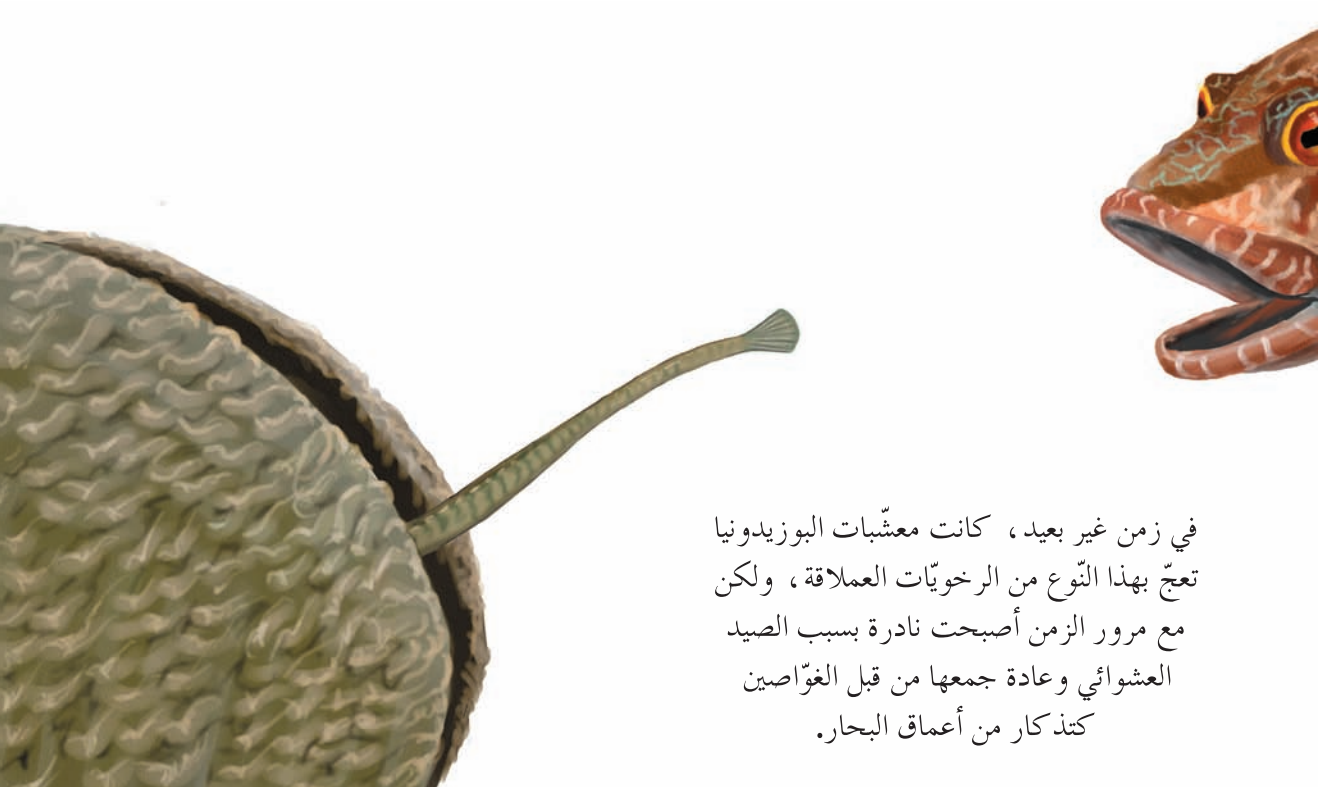 في زمن غير بعيد، كانت معشّبات البوزيدونيا
تعجّ بهذا النّوع من الرخويّات العملاقة، ولكن
مع مرور الزمن أصبحت نادرة بسبب الصيد
العشوائي وعادة جمعها من قبل الغوّاصين
كتذكار من أعماق البحار.